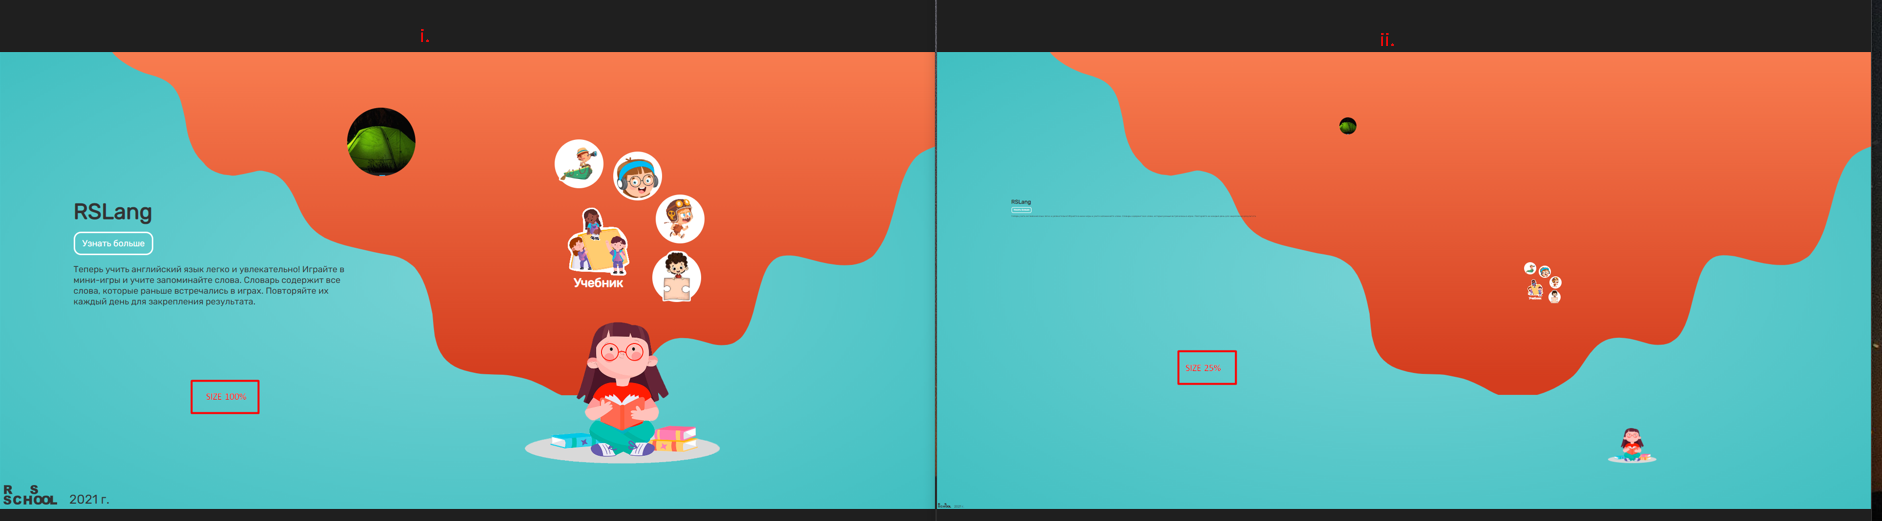 i.
RSLang
Узнать больше
Теперь учить английский язык легко и увлекательно! Играйте в
мини-игры и учите запоминайте слова. Словарь содержит все
слова, которые раньше встречались в играх. Повторяйте их
каждый день для закрепления результата.
Учебник
SIZE 100%
R S
SCHOOL
2021 г.
ii.
RSLang
SIZE 25%